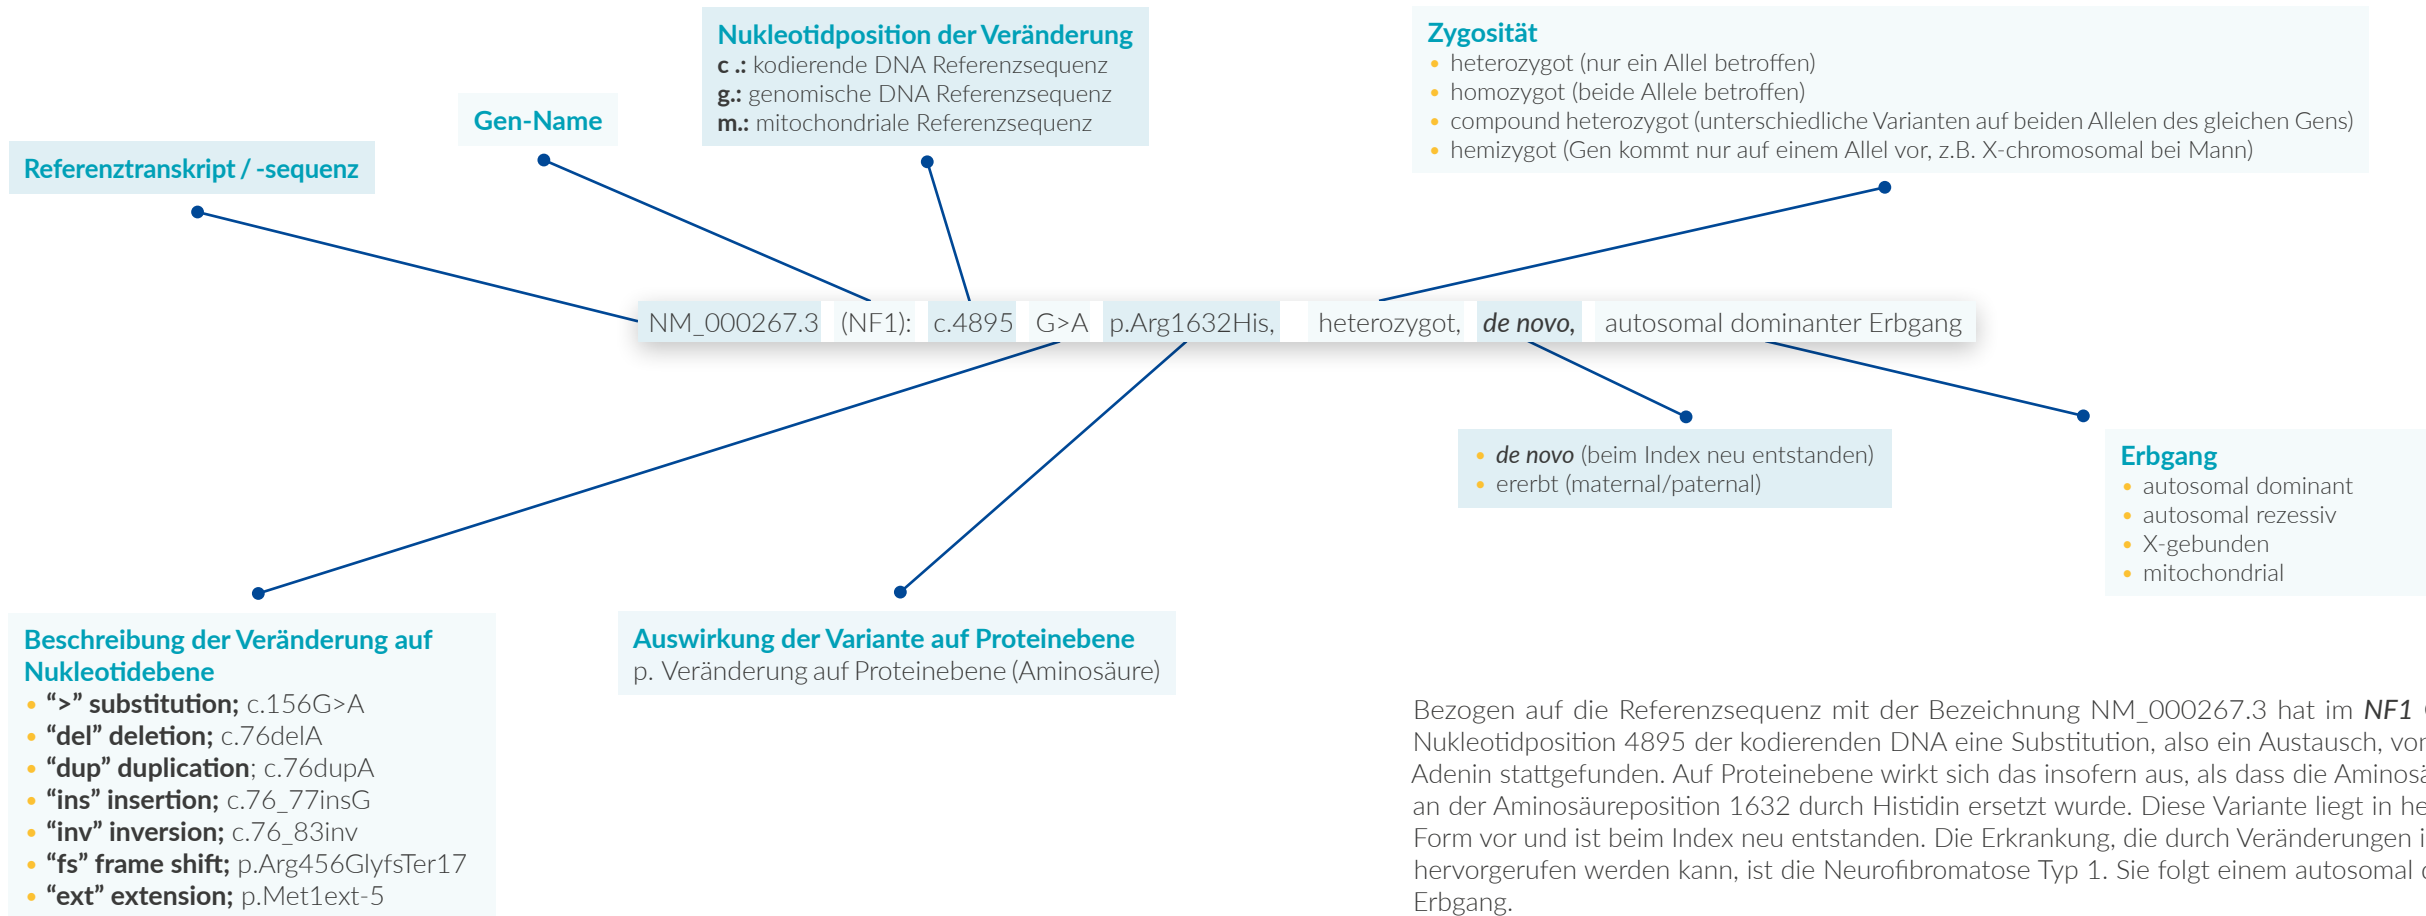 Nukleotidposition der Veränderung
c .: kodierende DNA Referenzsequenz
g.: genomische DNA Referenzsequenz
m.: mitochondriale Referenzsequenz
Zygosität
• heterozygot (nur ein Allel betroffen)
• homozygot (beide Allele betroffen)
• compound heterozygot (unterschiedliche Varianten auf beiden Allelen des gleichen Gens)
• hemizygot (Gen kommt nur auf einem Allel vor, z.B. X-chromosomal bei Mann)
Gen-Name
Referenztranskript / -sequenz
NM_000267.3 (NF1): c.4895 G>A p.Arg1632His, heterozygot, de novo, autosomal dominanter Erbgang
• de novo (beim Index neu entstanden)
• ererbt (maternal/paternal)
Erbgang
• autosomal dominant
• autosomal rezessiv
• X-gebunden
• mitochondrial
Beschreibung der Veränderung auf
Nukleotidebene
• “>” substitution; c.156G>A
• “del” deletion; c.76delA
• “dup” duplication; c.76dupA
• “ins” insertion; c.76_77insG
• “inv” inversion; c.76_83inv
• “fs” frame shift; p.Arg456GlyfsTer17
• “ext” extension; p.Met1ext-5
Auswirkung der Variante auf Proteinebene
p. Veränderung auf Proteinebene (Aminosäure)
Bezogen auf die Referenzsequenz mit der Bezeichnung NM_000267.3 hat im NF1
Nukleotidposition 4895 der kodierenden DNA eine Substitution, also ein Austausch,
Adenin stattgefunden. Auf Proteinebene wirkt sich das insofern aus, als dass die
an der Aminosäureposition 1632 durch Histidin ersetzt wurde. Diese Variante liegt in
Form vor und ist beim Index neu entstanden. Die Erkrankung, die durch Veränderungen
hervorgerufen werden kann, ist die Neurofibromatose Typ 1. Sie folgt einem autosomal
Erbgang.